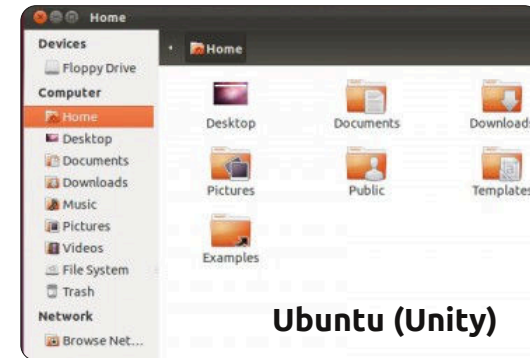 Home
Devices
Floppy Drive
Computer
Home
Desktop
Documents
Downloads
Music
Pictures
Videos
File System
Trash
Network
Browse Net...
Home
Desktop Documents Download
Pictures Public Templates
Examples
Ubuntu (Unity)